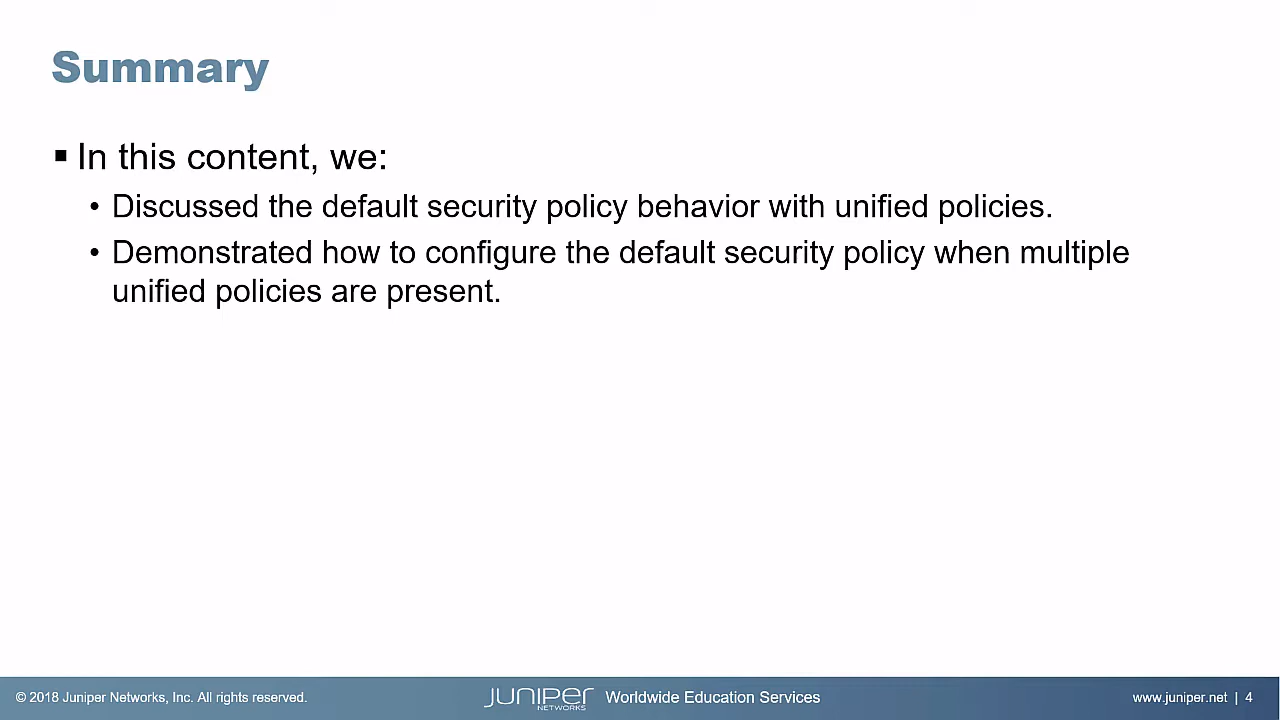 Summary
▪ In this content, we:
• Discussed the default security policy behavior with unified policies.
• Demonstrated how to configure the default security policy when multiple
unified policies are present.
© 2018 Juniper Networks, Inc. All rights reserved.
JUNIPER NETWORKS Worldwide Education Services
www.juniper.net | 4